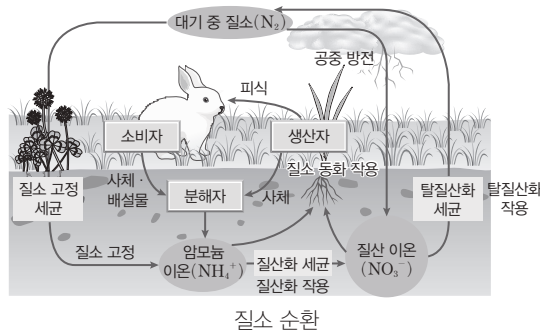 대기 중 질소(N₂)
공중 방전
피식
소비자
생산자
질소 동화 작용
질소 고정
세균
사체·
배설물
분해자
사체
탈질산화
세균
탈질산화
작용
질소 고정
암모늄
이온(NH₄⁺)
질산화 세균
질산화 작용
질산 이온
(NO₃⁻)
질소 순환